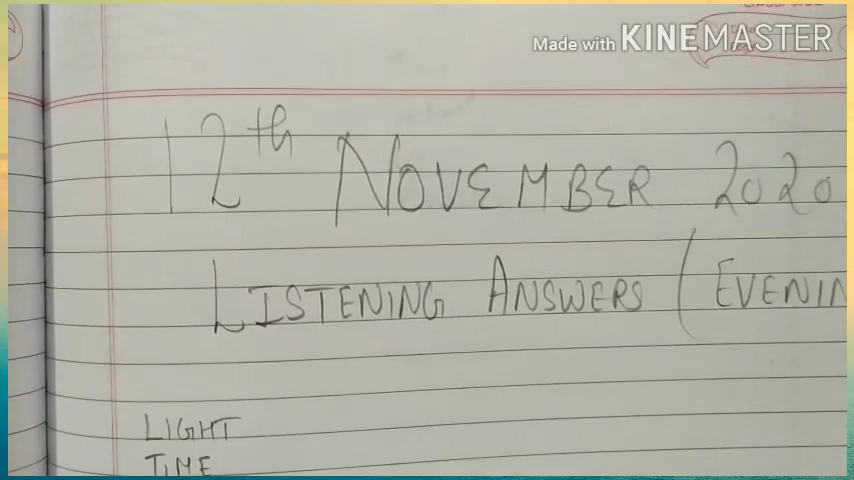 Made with KINEMASTER
12th NOVEMBER 2020
LISTENING ANSWERS (EVENIN
LIGHT
TIME